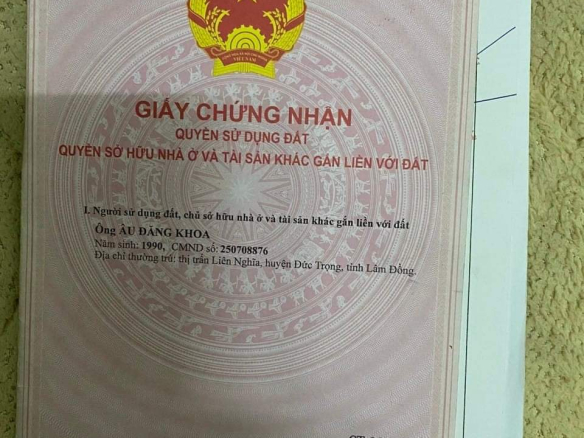 VIỆT NAM
GIẤY CHỨNG NHẬN
QUYỀN SỬ DỤNG ĐẤT
QUYỀN SỞ HỮU NHÀ Ở VÀ TÀI SẢN KHÁC GẮN LIỀN VỚI ĐẤT
I. Người sử dụng đất, chủ sở hữu nhà ở và tài sản khác gắn liền với đất
Ông ÂU ĐĂNG KHOA
Năm sinh: 1990, CMND số: 250708876
Địa chỉ thường trú: thị trấn Liên Nghĩa, huyện Đức Trọng, tỉnh Lâm Đồng.